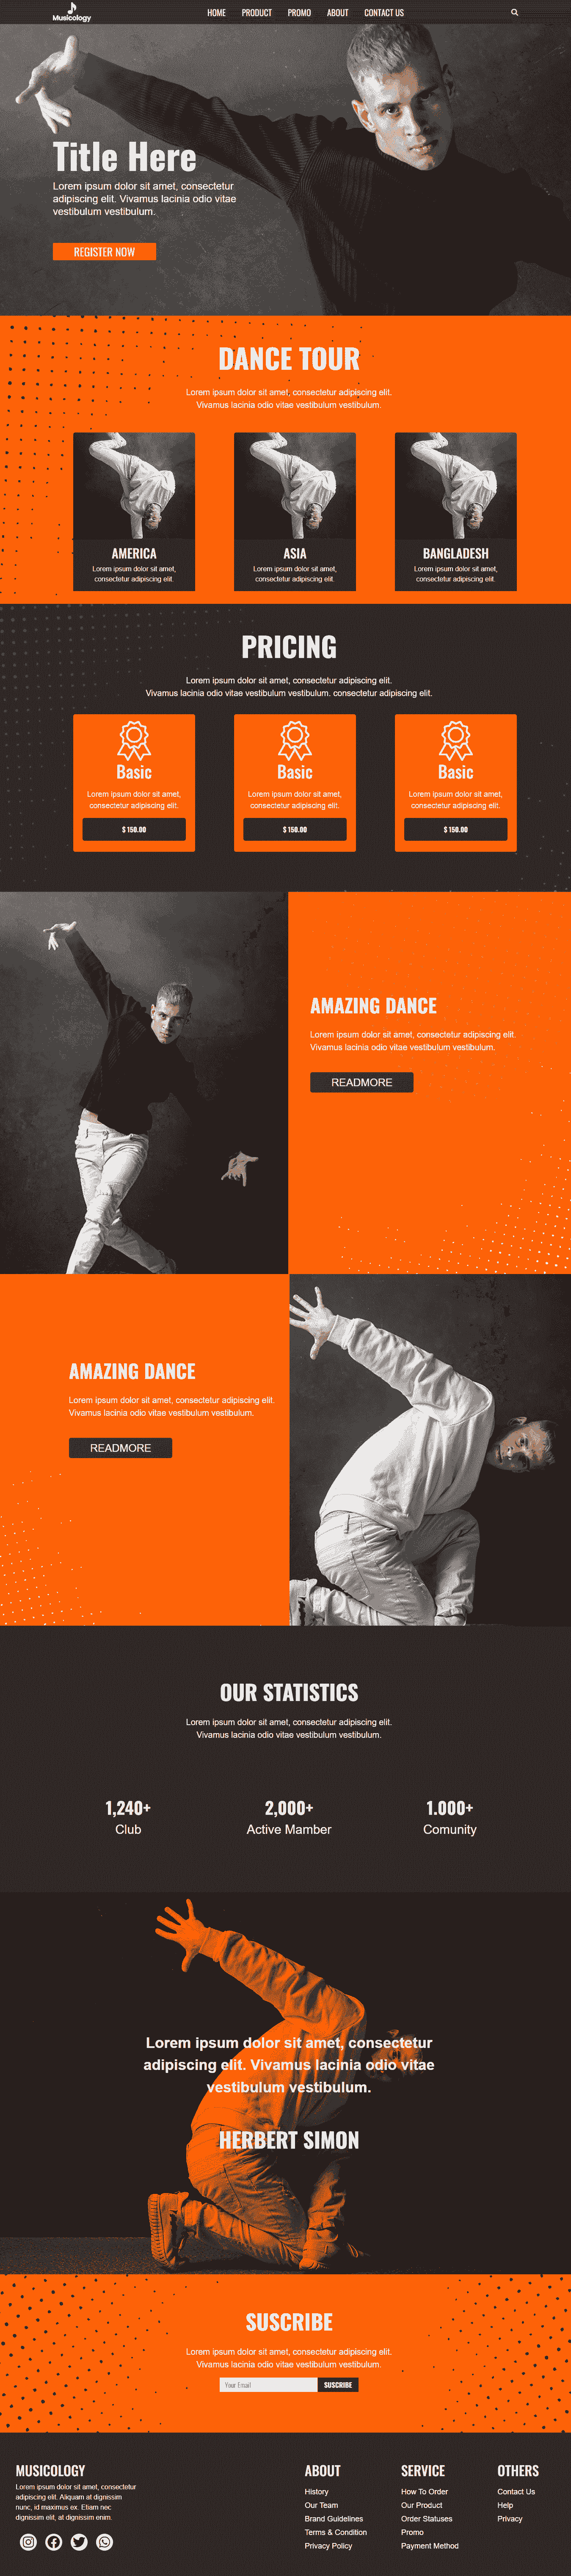 Musicology
HOME PRODUCT PROMO ABOUT CONTACT US
Title Here
Lorem ipsum dolor sit amet, consectetur
adipiscing elit. Vivamus lacinia odio vitae
vestibulum vestibulum.
REGISTER NOW
DANCE TOUR
Lorem ipsum dolor sit amet, consectetur adipiscing elit.
Vivamus lacinia odio vitae vestibulum vestibulum.
AMERICA
Lorem ipsum dolor sit amet,
consectetur adipiscing elit.
ASIA
Lorem ipsum dolor sit amet,
consectetur adipiscing elit.
BANGLADESH
Lorem ipsum dolor sit amet,
consectetur adipiscing elit.
PRICING
Lorem ipsum dolor sit amet, consectetur adipiscing elit.
Vivamus lacinia odio vitae vestibulum vestibulum. consectetur adipiscing elit.
Basic
Lorem ipsum dolor sit amet,
consectetur adipiscing elit.
$ 150.00
Basic
Lorem ipsum dolor sit amet,
consectetur adipiscing elit.
$ 150.00
Basic
Lorem ipsum dolor sit amet,
consectetur adipiscing elit.
$ 150.00
AMAZING DANCE
Lorem ipsum dolor sit amet, consectetur adipiscing elit.
Vivamus lacinia odio vitae vestibulum vestibulum.
READMORE
AMAZING DANCE
Lorem ipsum dolor sit amet, consectetur adipiscing elit.
Vivamus lacinia odio vitae vestibulum vestibulum.
READMORE
OUR STATISTICS
Lorem ipsum dolor sit amet, consectetur adipiscing elit.
Vivamus lacinia odio vitae vestibulum vestibulum.
1,240+
Club
2,000+
Active Mamber
1.000+
Comunity
Lorem ipsum dolor sit amet, consectetur
adipiscing elit. Vivamus lacinia odio vitae
vestibulum vestibulum.
HERBERT SIMON
SUSCRIBE
Lorem ipsum dolor sit amet, consectetur adipiscing elit.
Vivamus lacinia odio vitae vestibulum vestibulum.
Your Email SUSCRIBE
MUSICOLOGY
Lorem ipsum dolor sit amet, consectetur
adipiscing elit. Aliquam at dignissim
nunc, id maximus ex. Etiam nec
dignissim elit, at dignissim enim.
ABOUT
History
Our Team
Brand Guidelines
Terms & Condition
Privacy Policy
SERVICE
How To Order
Our Product
Order Statuses
Promo
Payment Method
OTHERS
Contact Us
Help
Privacy